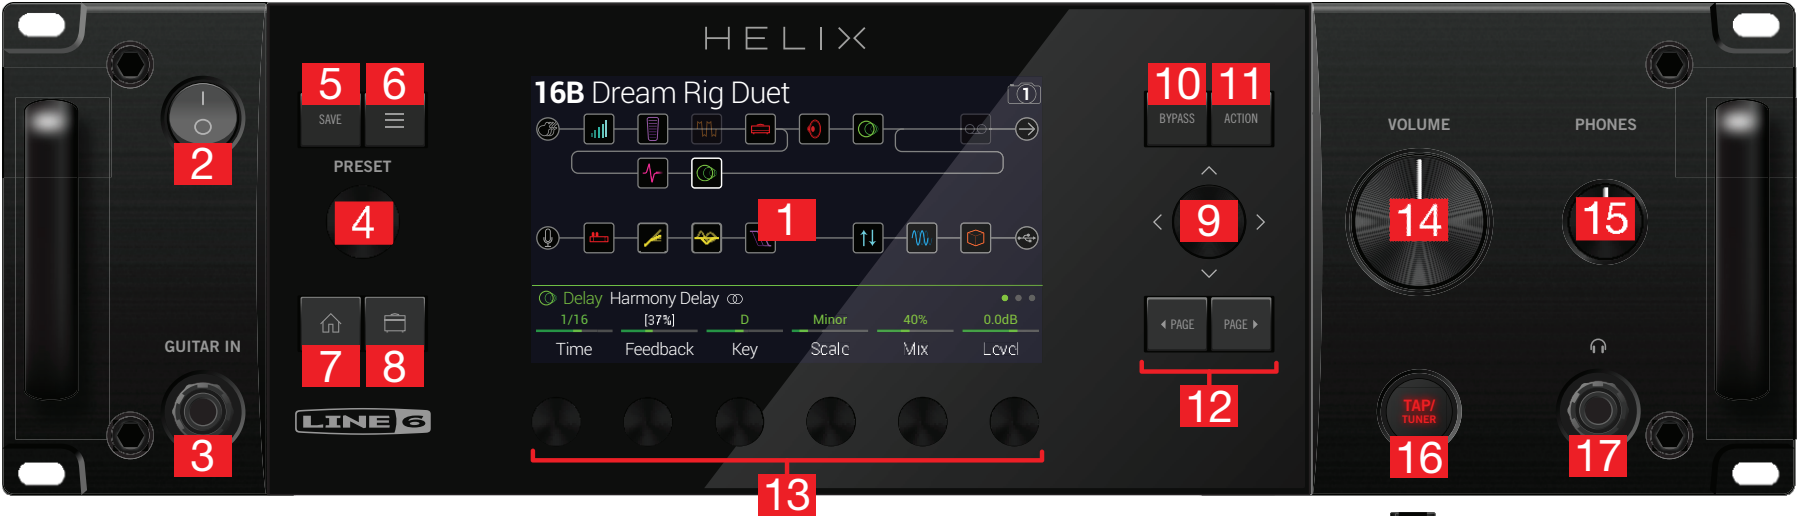 HELIX
5
6
SAVE
2
PRESET
4
7
8
GUITAR IN
3
LINE 6
16B Dream Rig Duet
1
1
Delay Harmony Delay
1/16 [37%] D Minor 40% 0.0dB
Time Feedback Key Scale Mix Level
13
10
11
BYPASS
ACTION
9
PAGE
PAGE
12
VOLUME
PHONES
14
15
TAP/
TUNER
16
17